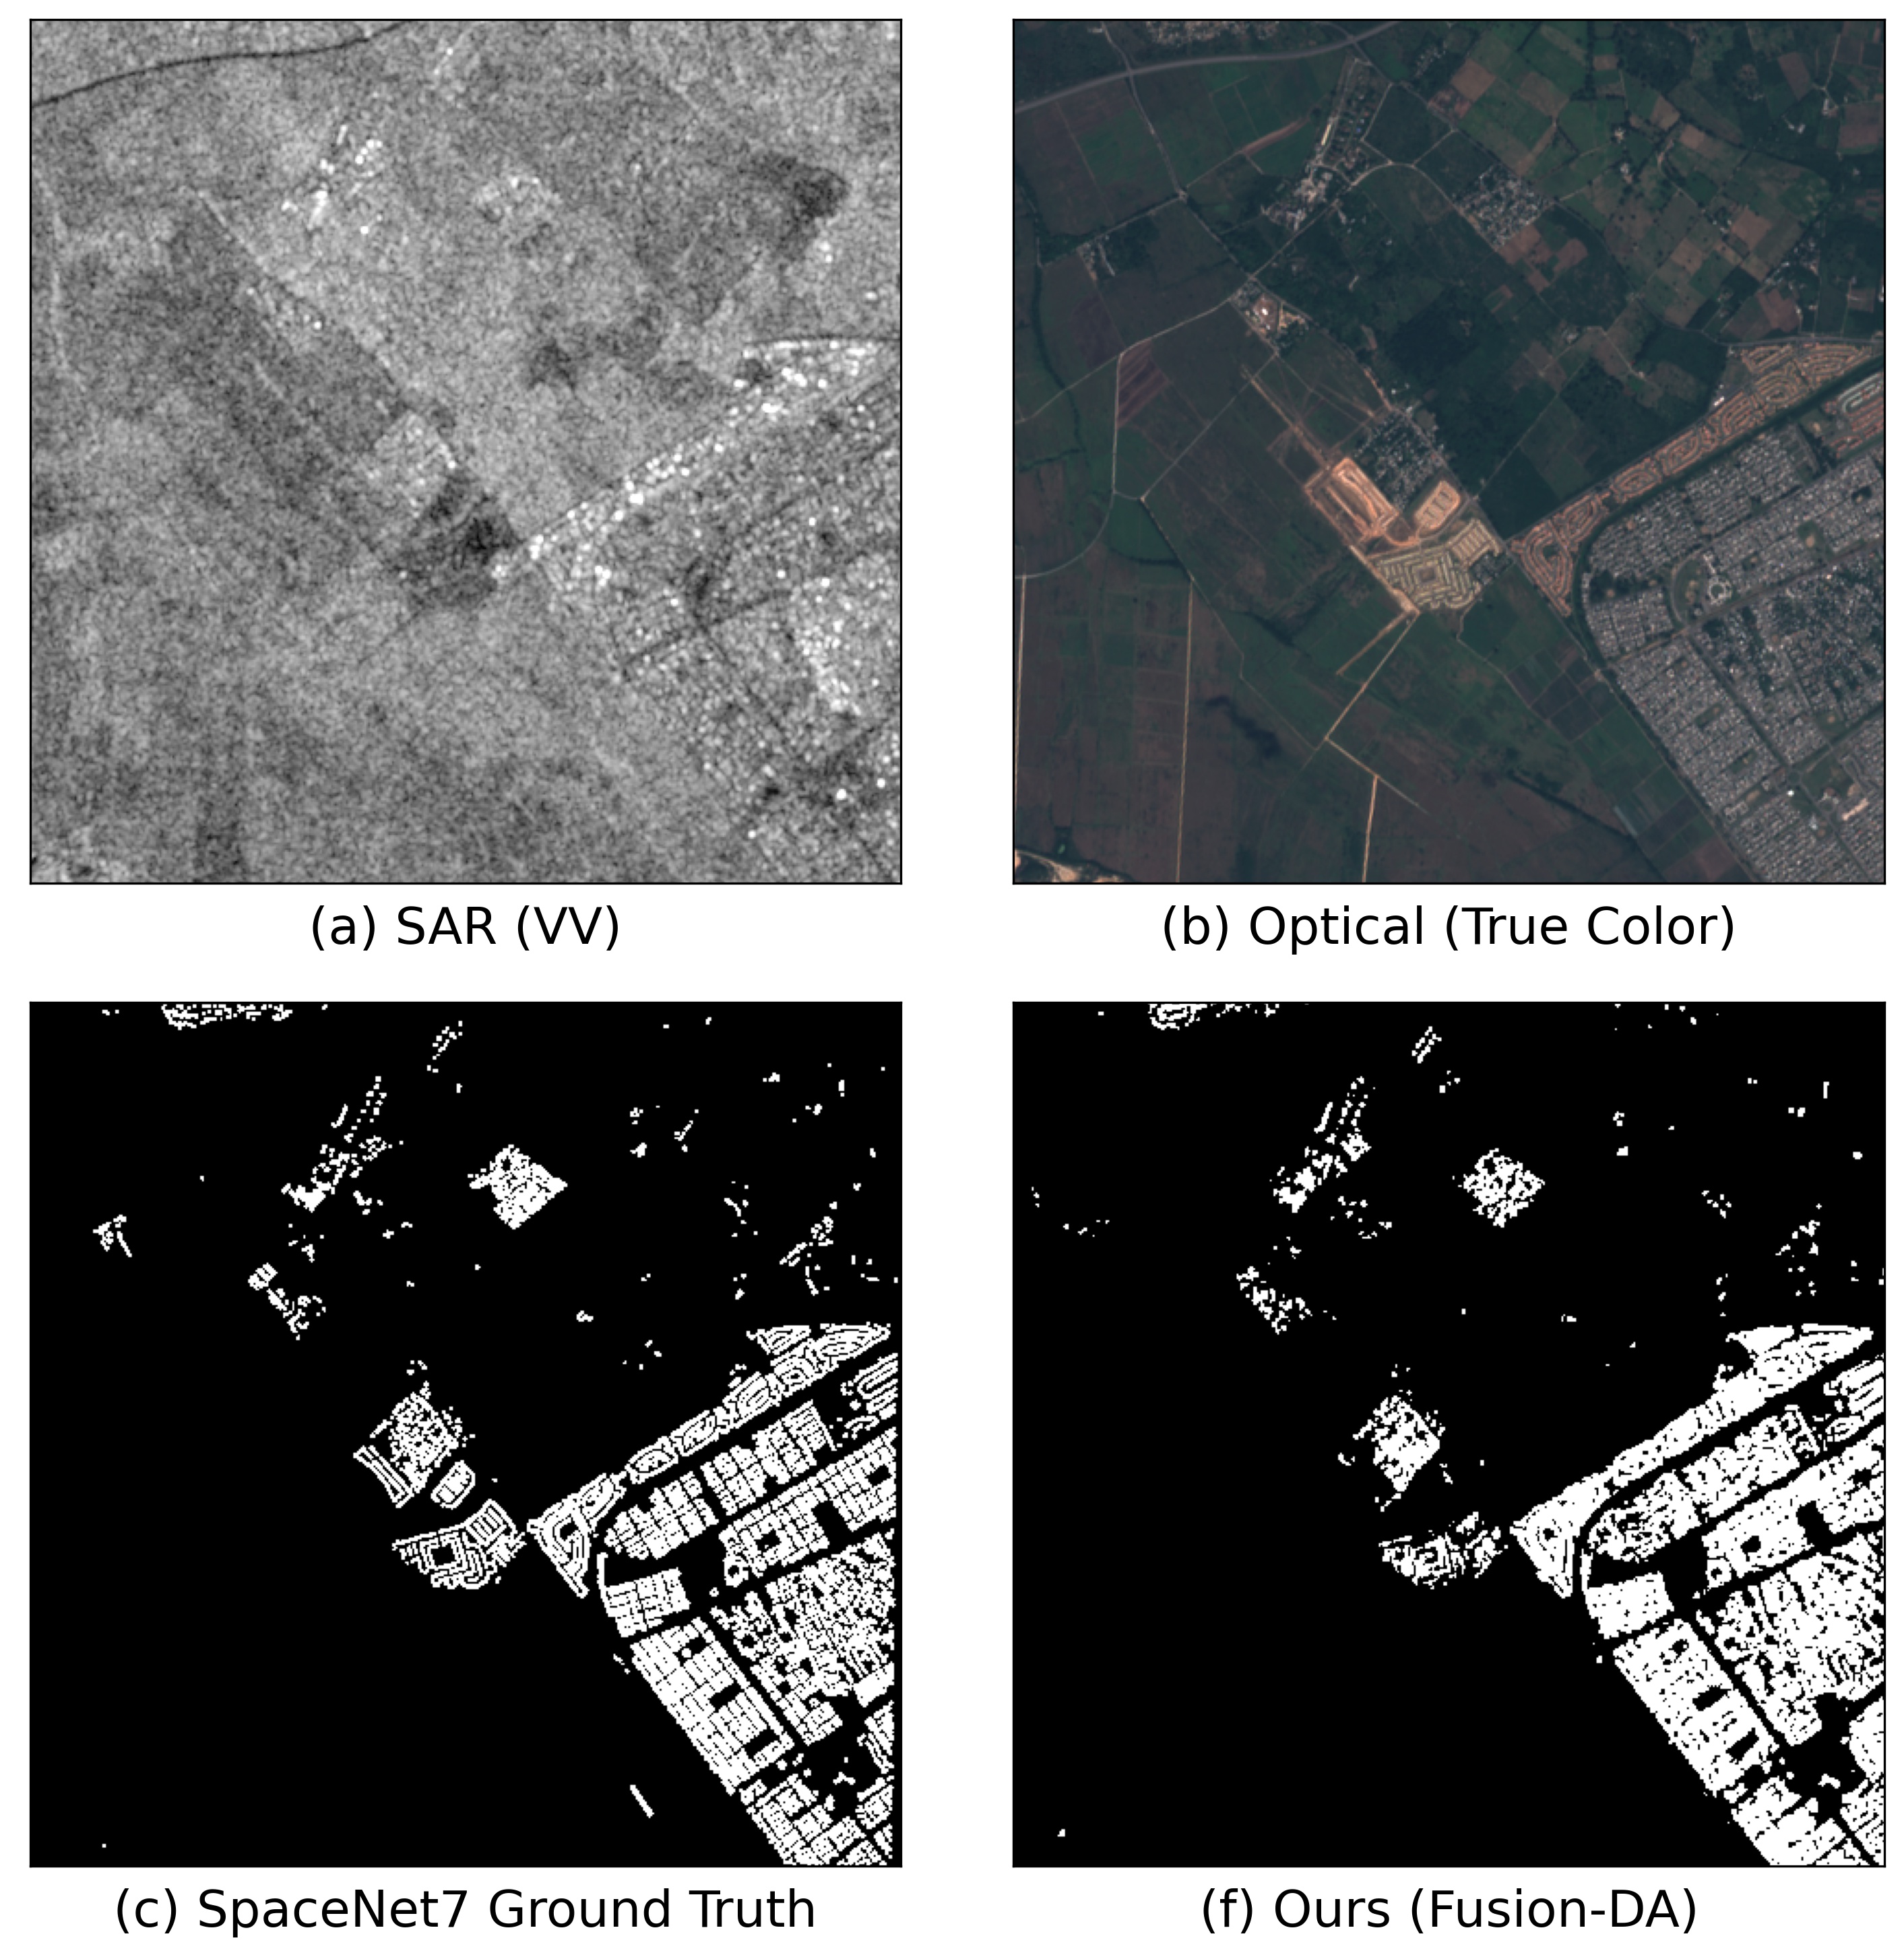 (a) SAR (VV)
(b) Optical (True Color)
(c) SpaceNet7 Ground Truth
(f) Ours (Fusion-DA)